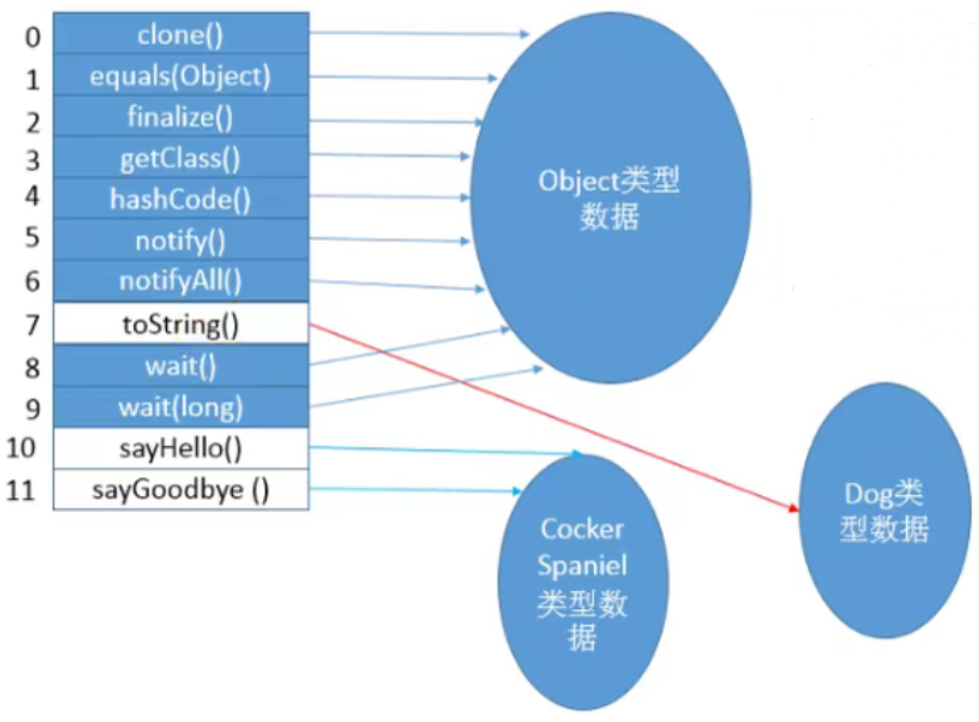 0 clone()
1 equals(Object)
2 finalize()
3 getClass()
4 hashCode()
5 notify()
6 notifyAll()
7 toString()
8 wait()
9 wait(long)
10 sayHello()
11 sayGoodbye ()
Object类型
数据
Cocker
Spaniel
类型数
据
Dog类
型数据